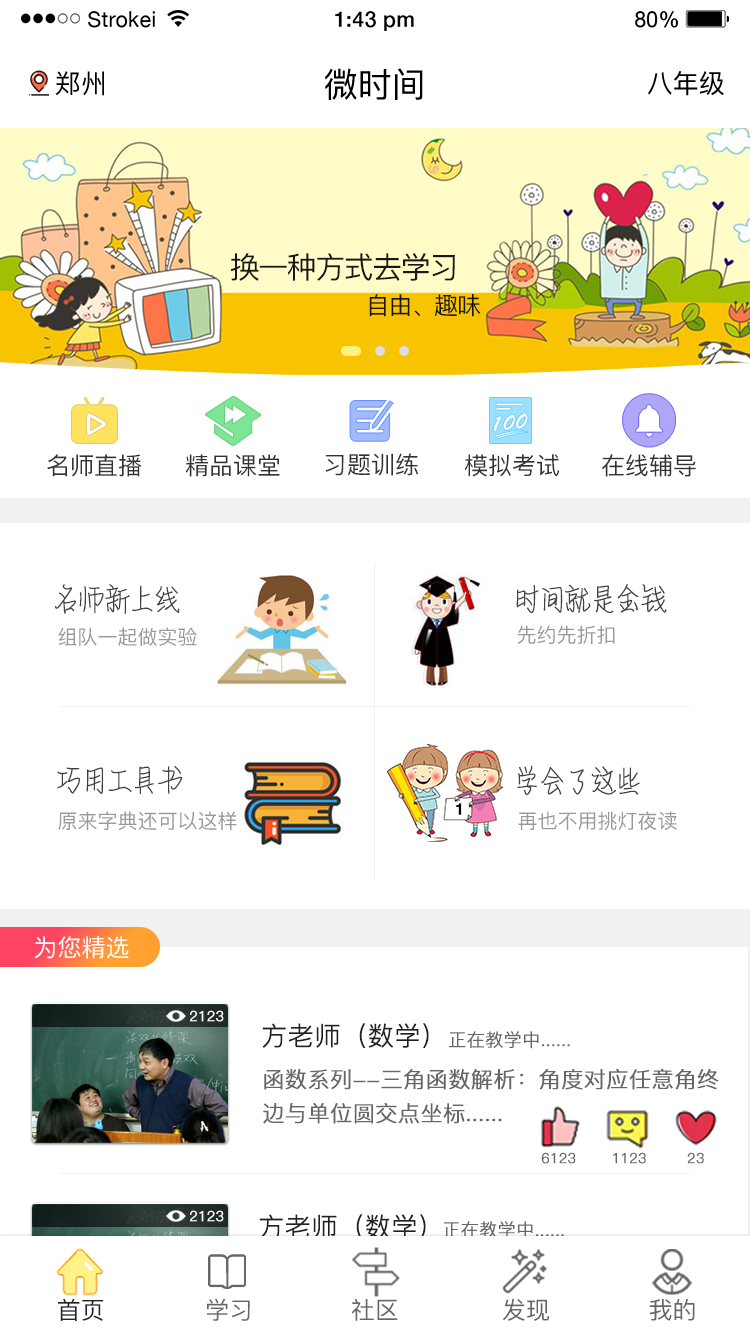 Strokei 1:43 pm 80%
郑州 微时间 八年级
换一种方式去学习
自由、趣味
名师直播 精品课堂 习题训练 模拟考试 在线辅导
名师新上线
组队一起做实验
时间就是金钱
先约先折扣
巧用工具书
原来字典还可以这样
学会了这些
再也不用挑灯夜读
1
为您精选
2123
方老师（数学） 正在教学中......
函数系列--三角函数解析：角度对应任意角终
边与单位圆交点坐标......
6123 1123 23
2123
方老师（数学） 正在教学中......
首页 学习 社区 发现 我的